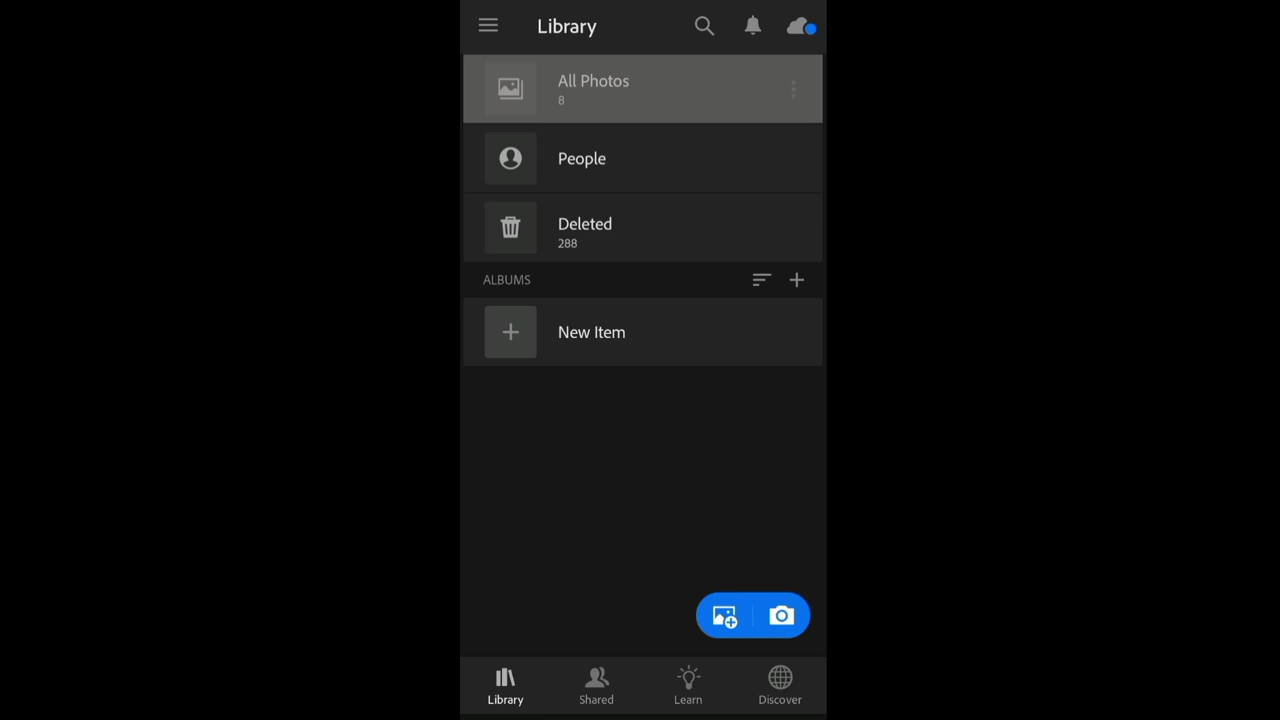 Library
All Photos
8
People
Deleted
288
ALBUMS
New Item
Library
Shared
Learn
Discover